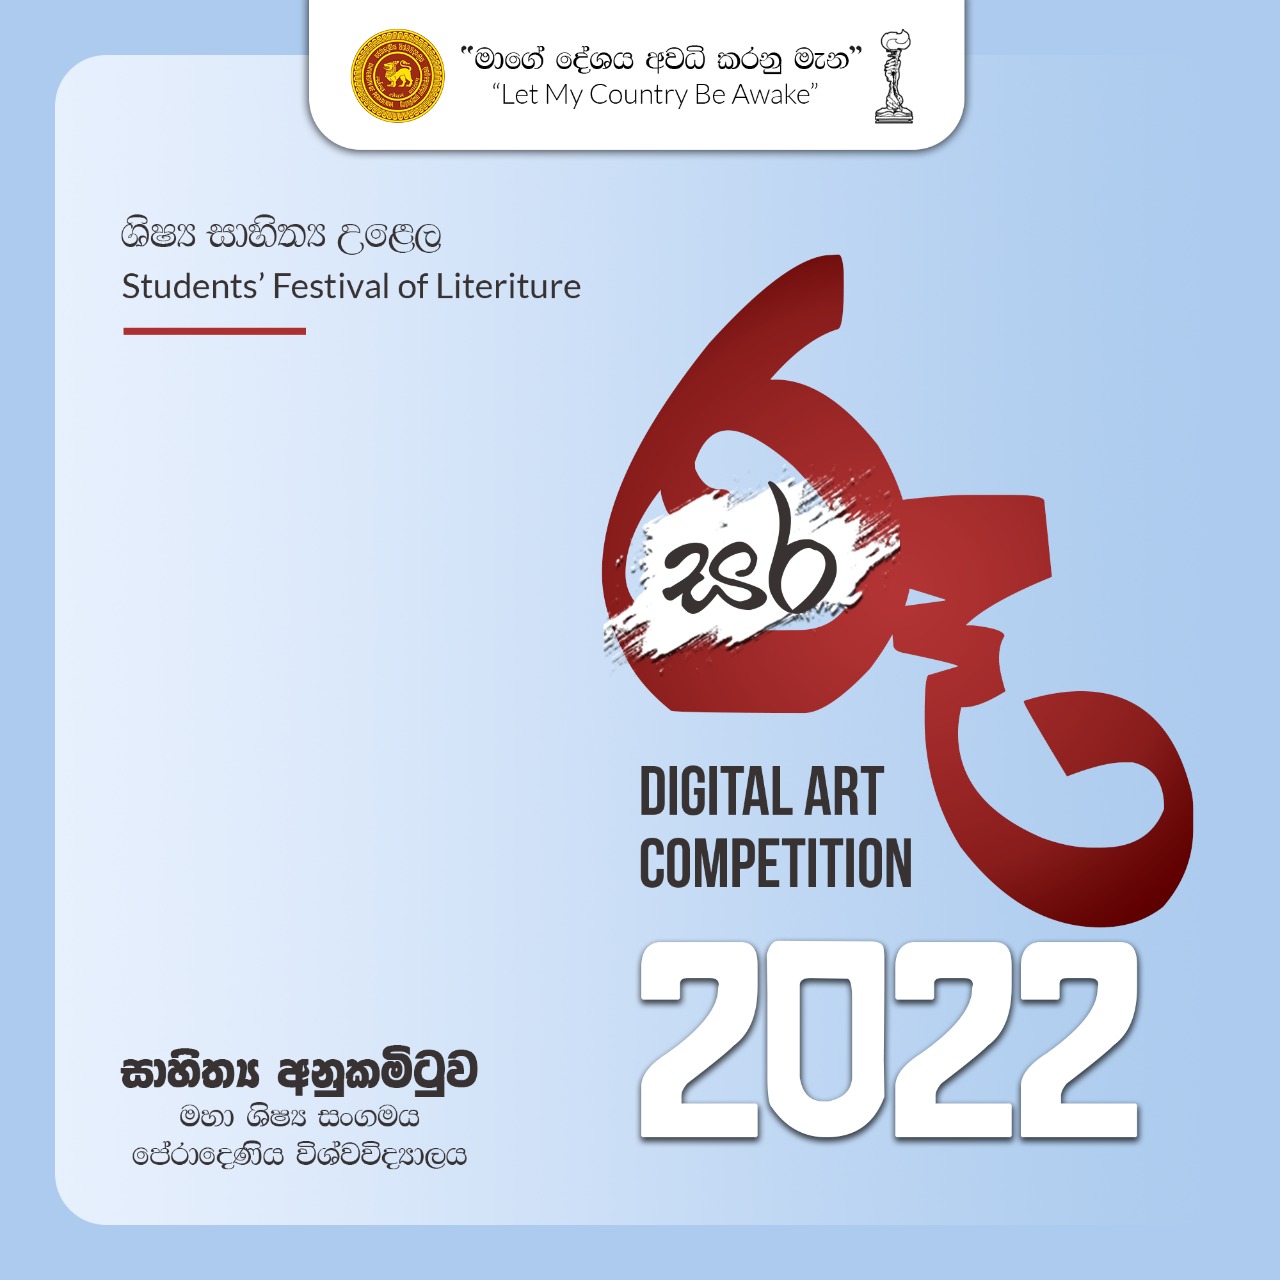 “මාගේ දේශය අවදි කරනු මැන”
“Let My Country Be Awake”
ශිෂ්‍ය සාහිත්‍ය උළෙල
Students’ Festival of Literiture
සර
රූ
DIGITAL ART
COMPETITION
2022
සාහිත්‍ය අනුකමිටුව
මහා ශිෂ්‍ය සංගමය
පේරාදෙණිය විශ්වවිද්‍යාලය